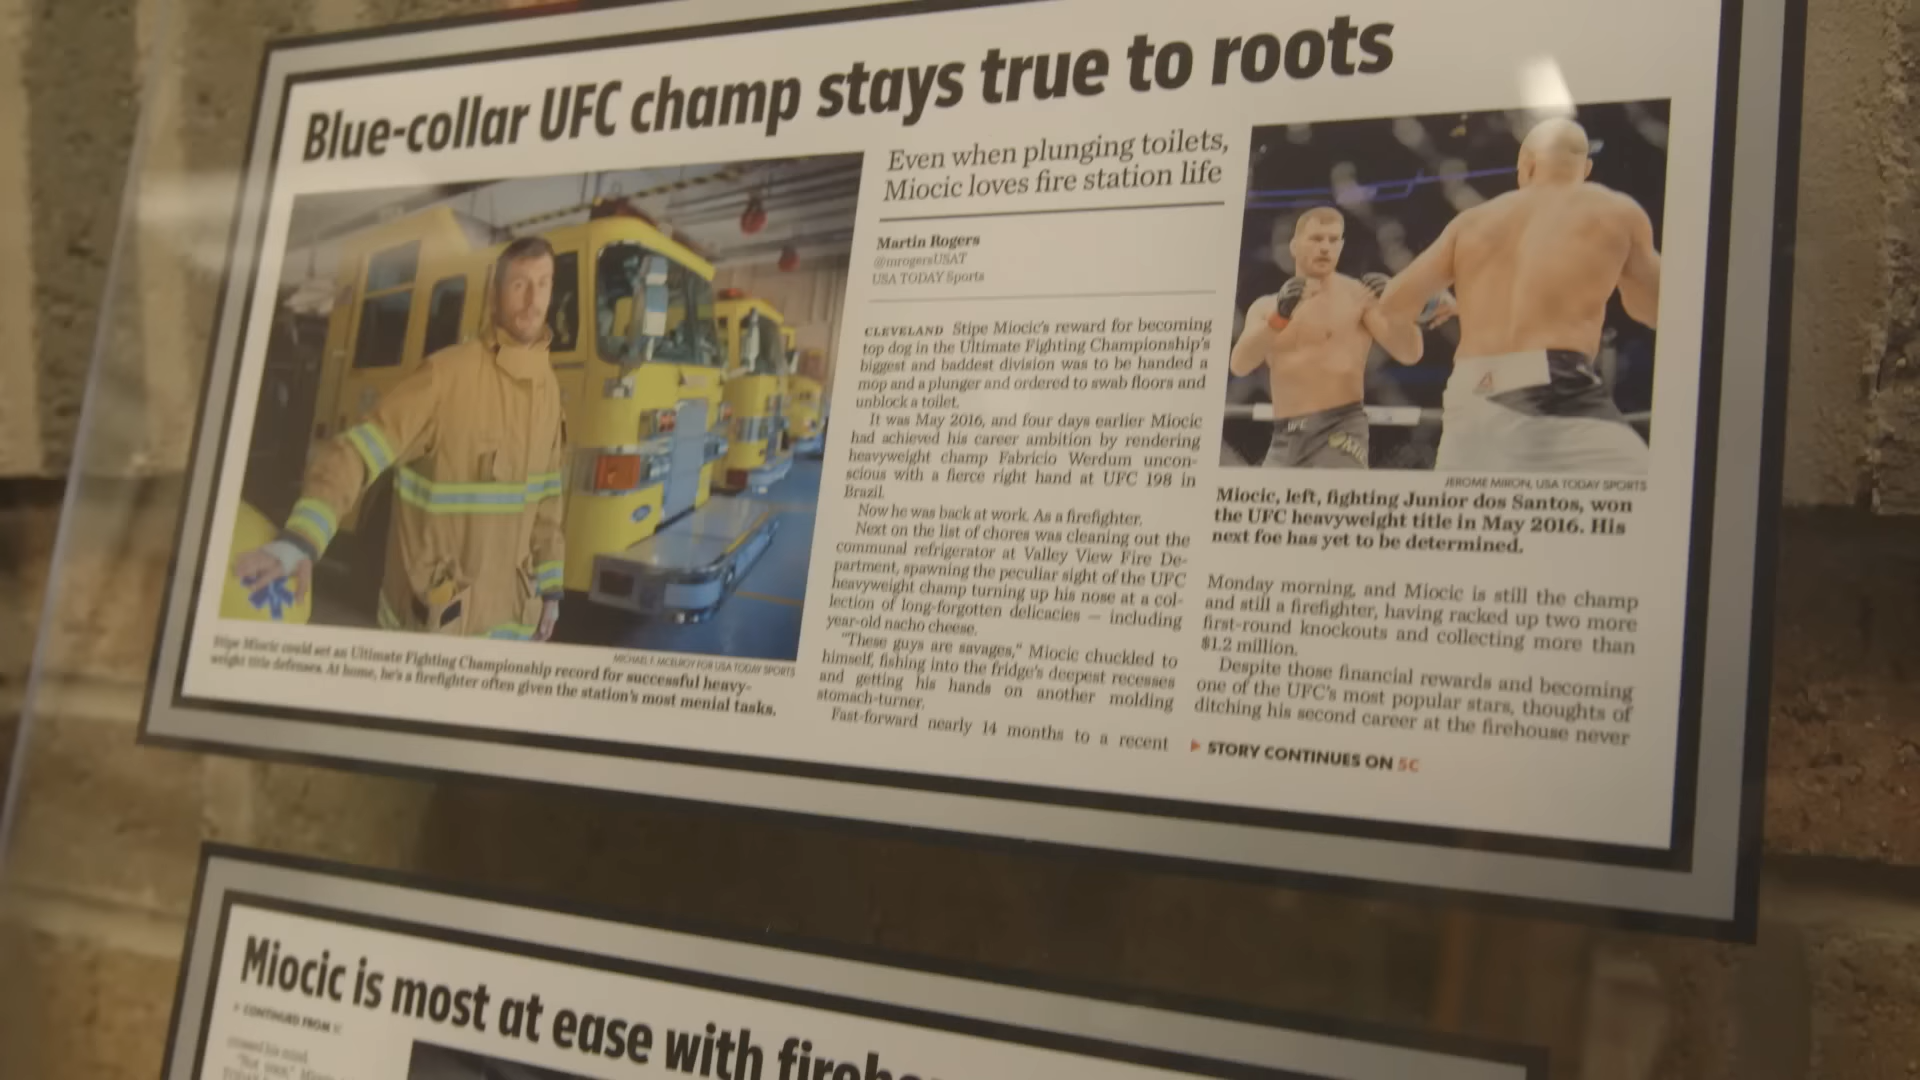 Blue-collar UFC champ stays true to roots
Even when plunging toilets,
Miocic loves fire station life
Martin Rogers
@mrogersUSAT
USA TODAY Sports
CLEVELAND Stipe Miocic's reward for becoming
top dog in the Ultimate Fighting Championship's
biggest and baddest division was to be handed a
mop and a plunger and ordered to swab floors and
unblock a toilet.
It was May 2016, and four days earlier Miocic
had achieved his career ambition by rendering
heavyweight champ Fabricio Werdum uncon-
scious with a fierce right hand at UFC 198 in
Brazil.
Now he was back at work. As a firefighter.
Next on the list of chores was cleaning out the
communal refrigerator at Valley View Fire De-
partment, spawning the peculiar sight of the UFC
heavyweight champ turning up his nose at a col-
lection of long-forgotten delicacies — including
year-old nacho cheese.
"These guys are savages," Miocic chuckled to
himself, fishing into the fridge's deepest recesses
and getting his hands on another molding
stomach-turner.
Fast-forward nearly 14 months to a recent
MICHAEL F. MCELROY FOR USA TODAY SPORTS
Stipe Miocic could set an Ultimate Fighting Championship record for successful heavy-
weight title defenses. At home, he's a firefighter often given the station's most menial tasks.
UFC
JEROME MIRON, USA TODAY SPORTS
Miocic, left, fighting Junior dos Santos, won
the UFC heavyweight title in May 2016. His
next foe has yet to be determined.
Monday morning, and Miocic is still the champ
and still a firefighter, having racked up two more
first-round knockouts and collecting more than
$1.2 million.
Despite those financial rewards and becoming
one of the UFC's most popular stars, thoughts of
ditching his second career at the firehouse never
STORY CONTINUES ON 5C
Miocic is most at ease with
CONTINUED FROM